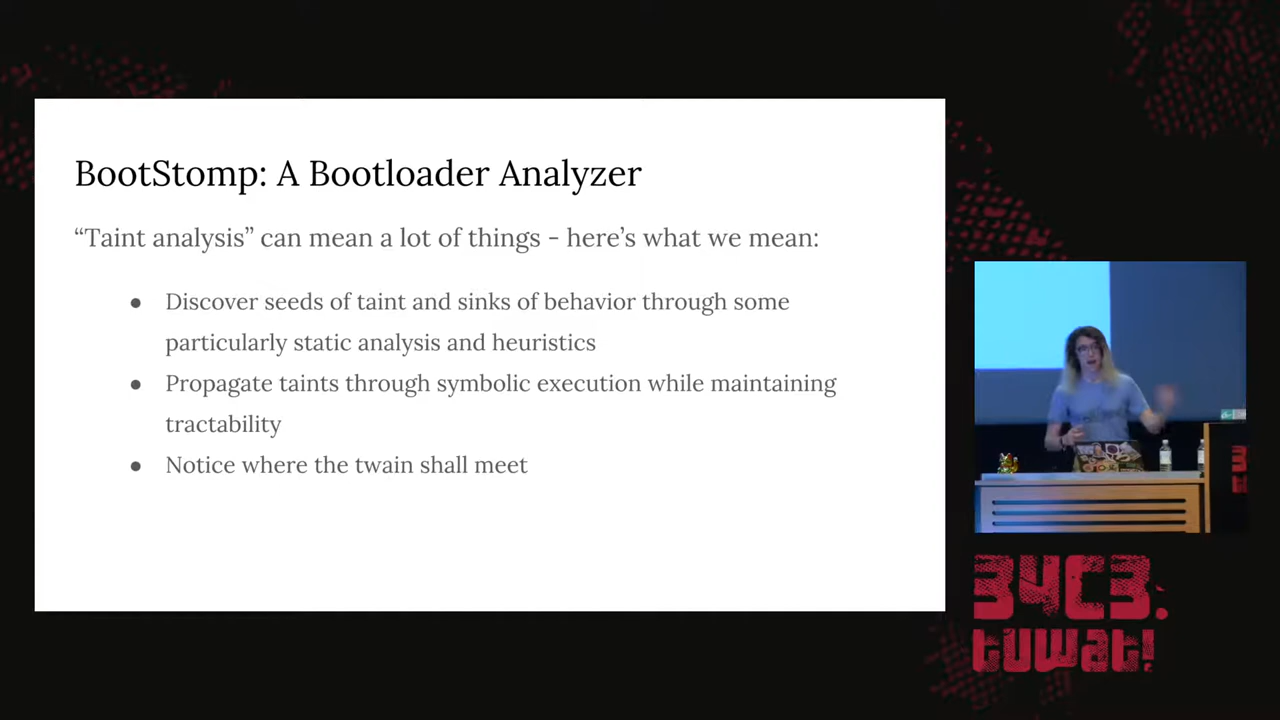 BootStomp: A Bootloader Analyzer
“Taint analysis” can mean a lot of things - here’s what we mean:
● Discover seeds of taint and sinks of behavior through some
particularly static analysis and heuristics
● Propagate taints through symbolic execution while maintaining
tractability
● Notice where the twain shall meet
34C3:
tuwat!